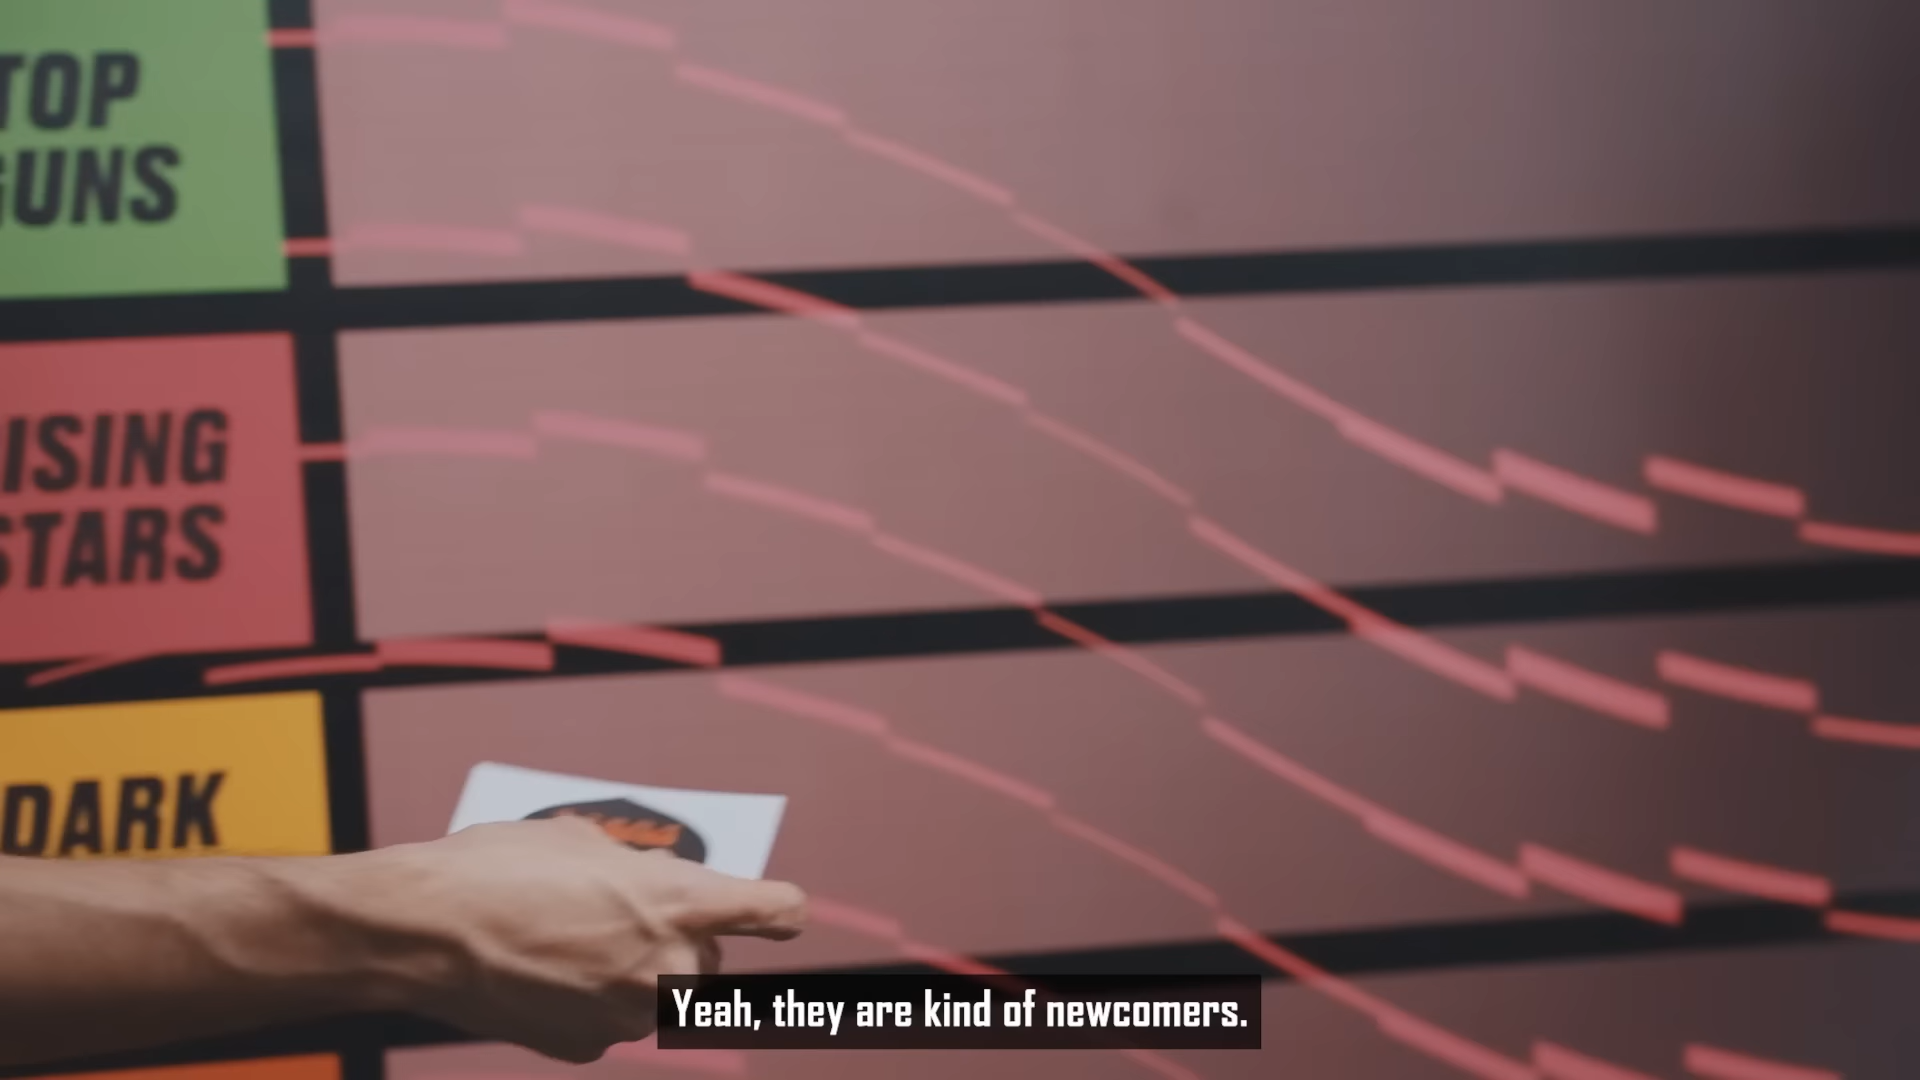 TOP
GUNS
ISING
STARS
DARK
Yeah, they are kind of newcomers.